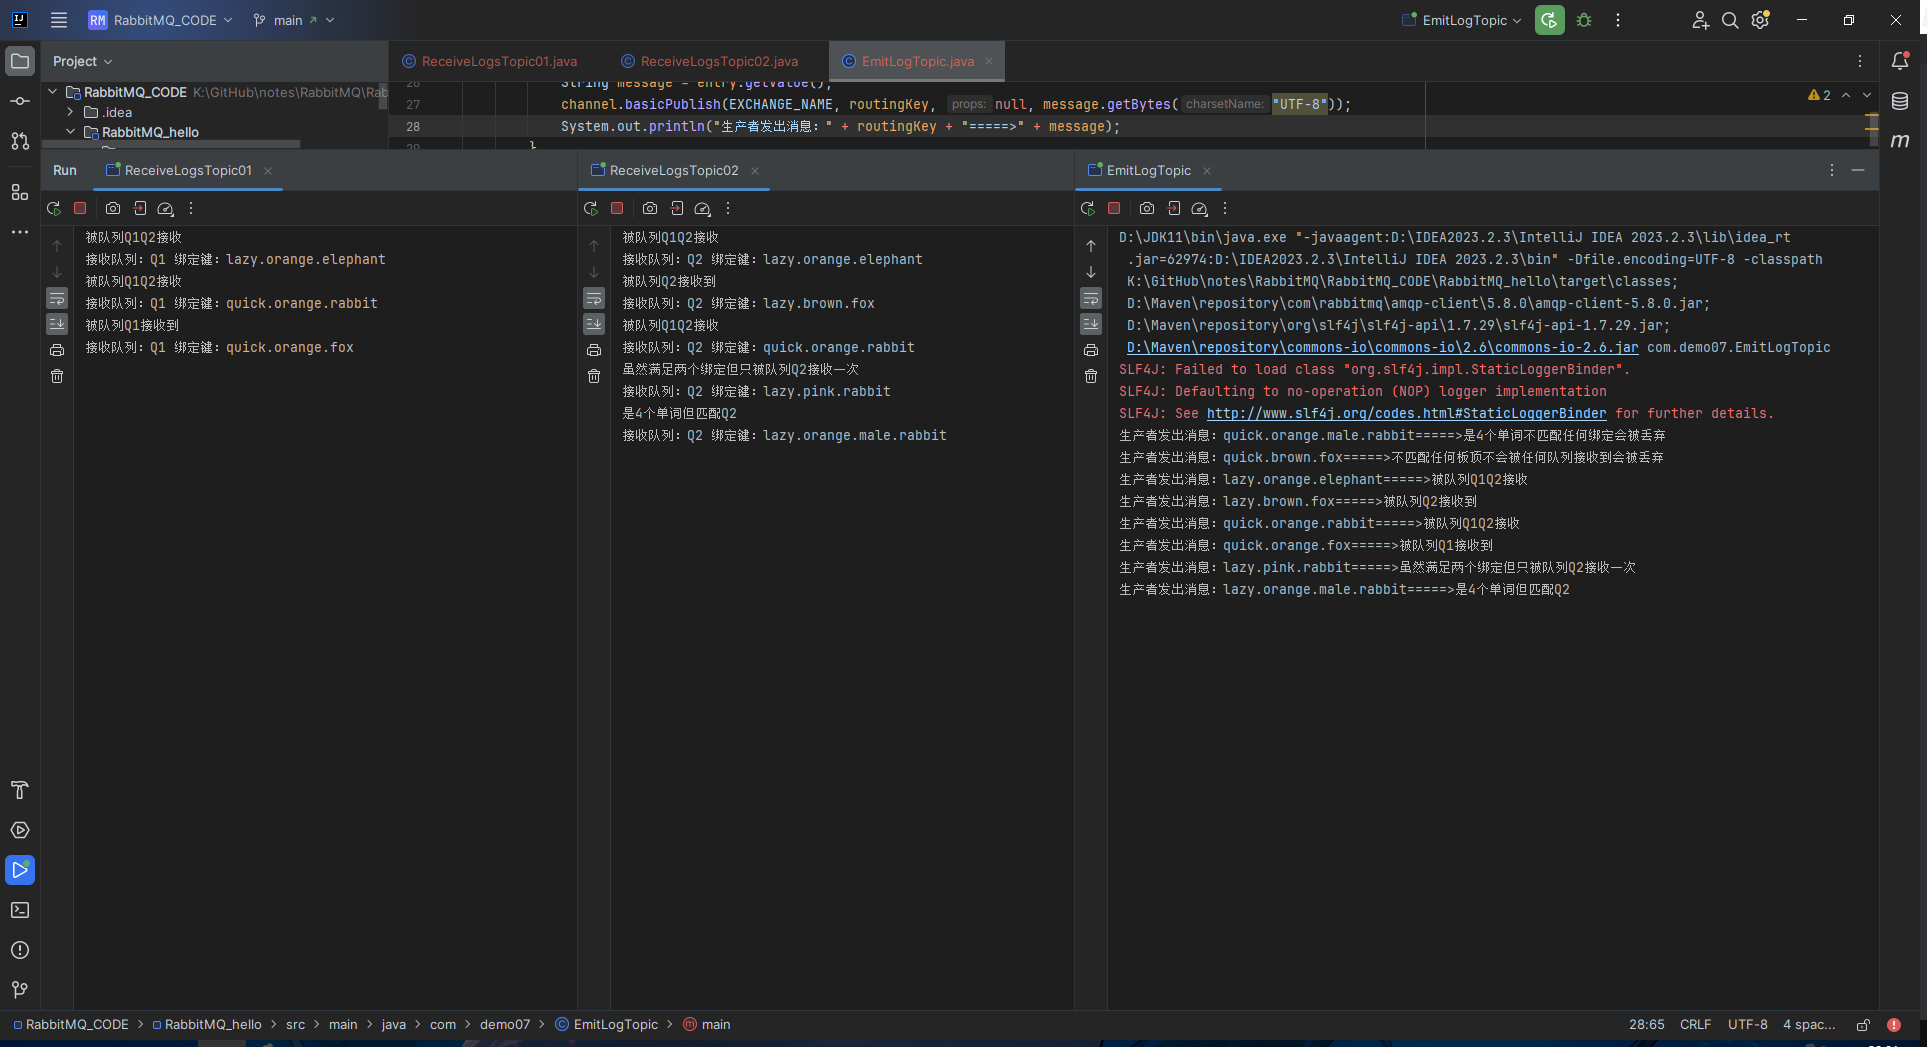 RM RabbitMQ_CODE main EmitLogTopic
Project ReceiveLogsTopic01.java ReceiveLogsTopic02.java EmitLogTopic.java
RabbitMQ_CODE K:\GitHub\notes\RabbitMQ\Rab
.idea
RabbitMQ_hello
26 String message = entry.getValue();
27 channel.basicPublish(EXCHANGE_NAME, routingKey, props: null, message.getBytes( charsetName: "UTF-8"));
28 System.out.println("生产者发出消息: " + routingKey + "=====>" + message);
29 }
2
Run ReceiveLogsTopic01 ReceiveLogsTopic02 EmitLogTopic
被队列Q1Q2接收
接收队列: Q1 绑定键: lazy.orange.elephant
被队列Q1Q2接收
接收队列: Q1 绑定键: quick.orange.rabbit
被队列Q1接收到
接收队列: Q1 绑定键: quick.orange.fox
被队列Q1Q2接收
接收队列: Q2 绑定键: lazy.orange.elephant
被队列Q2接收到
接收队列: Q2 绑定键: lazy.brown.fox
被队列Q1Q2接收
接收队列: Q2 绑定键: quick.orange.rabbit
虽然满足两个绑定但只被队列Q2接收一次
接收队列: Q2 绑定键: lazy.pink.rabbit
是4个单词但匹配Q2
接收队列: Q2 绑定键: lazy.orange.male.rabbit
D:\JDK11\bin\java.exe "-javaagent:D:\IDEA2023.2.3\IntelliJ IDEA 2023.2.3\lib\idea_rt
.jar=62974:D:\IDEA2023.2.3\IntelliJ IDEA 2023.2.3\bin" -Dfile.encoding=UTF-8 -classpath
K:\GitHub\notes\RabbitMQ\RabbitMQ_CODE\RabbitMQ_hello\target\classes;
D:\Maven\repository\com\rabbitmq\amqp-client\5.8.0\amqp-client-5.8.0.jar;
D:\Maven\repository\org\slf4j\slf4j-api\1.7.29\slf4j-api-1.7.29.jar;
D:\Maven\repository\commons-io\commons-io\2.6\commons-io-2.6.jar com.demo07.EmitLogTopic
SLF4J: Failed to load class "org.slf4j.impl.StaticLoggerBinder".
SLF4J: Defaulting to no-operation (NOP) logger implementation
SLF4J: See http://www.slf4j.org/codes.html#StaticLoggerBinder for further details.
生产者发出消息: quick.orange.male.rabbit=====>是4个单词不匹配任何绑定会被丢弃
生产者发出消息: quick.brown.fox=====>不匹配任何板顶不会被任何队列接收到会被丢弃
生产者发出消息: lazy.orange.elephant=====>被队列Q1Q2接收
生产者发出消息: lazy.brown.fox=====>被队列Q2接收到
生产者发出消息: quick.orange.rabbit=====>被队列Q1Q2接收
生产者发出消息: quick.orange.fox=====>被队列Q1接收到
生产者发出消息: lazy.pink.rabbit=====>虽然满足两个绑定但只被队列Q2接收一次
生产者发出消息: lazy.orange.male.rabbit=====>是4个单词但匹配Q2
RabbitMQ_CODE > RabbitMQ_hello > src > main > java > com > demo07 > EmitLogTopic > main 28:65 CRLF UTF-8 4 spac...